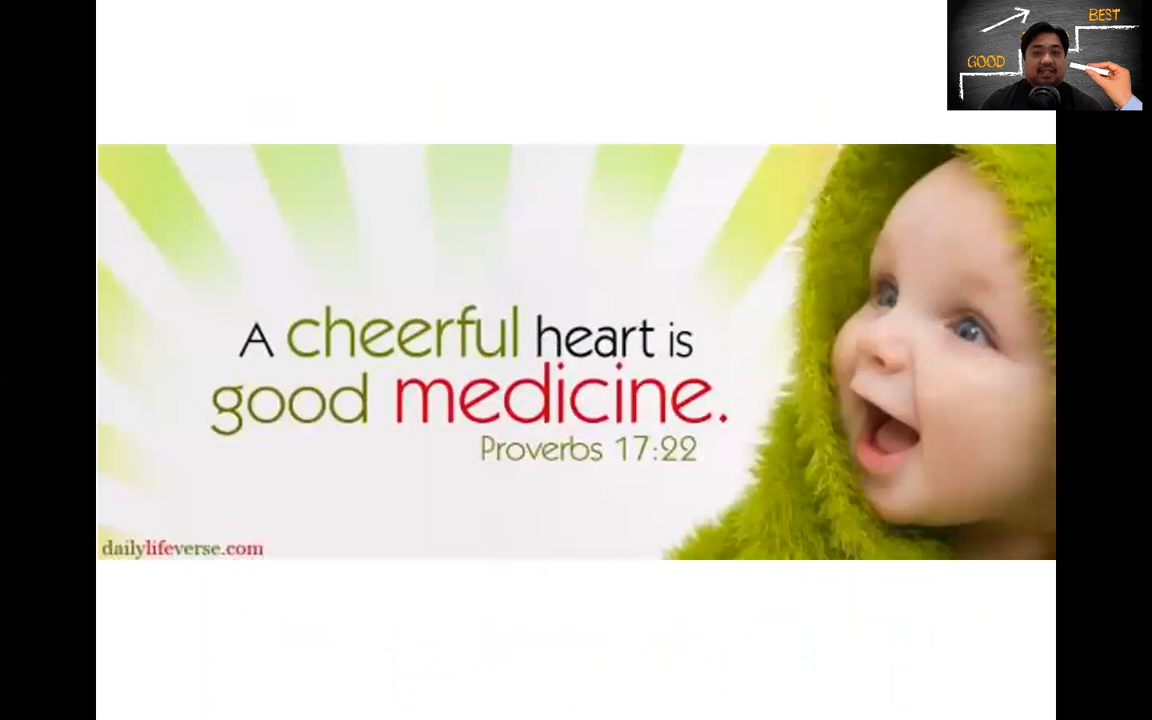 BEST
GOOD
A cheerful heart is
good medicine.
Proverbs 17:22
dailylifeverse.com